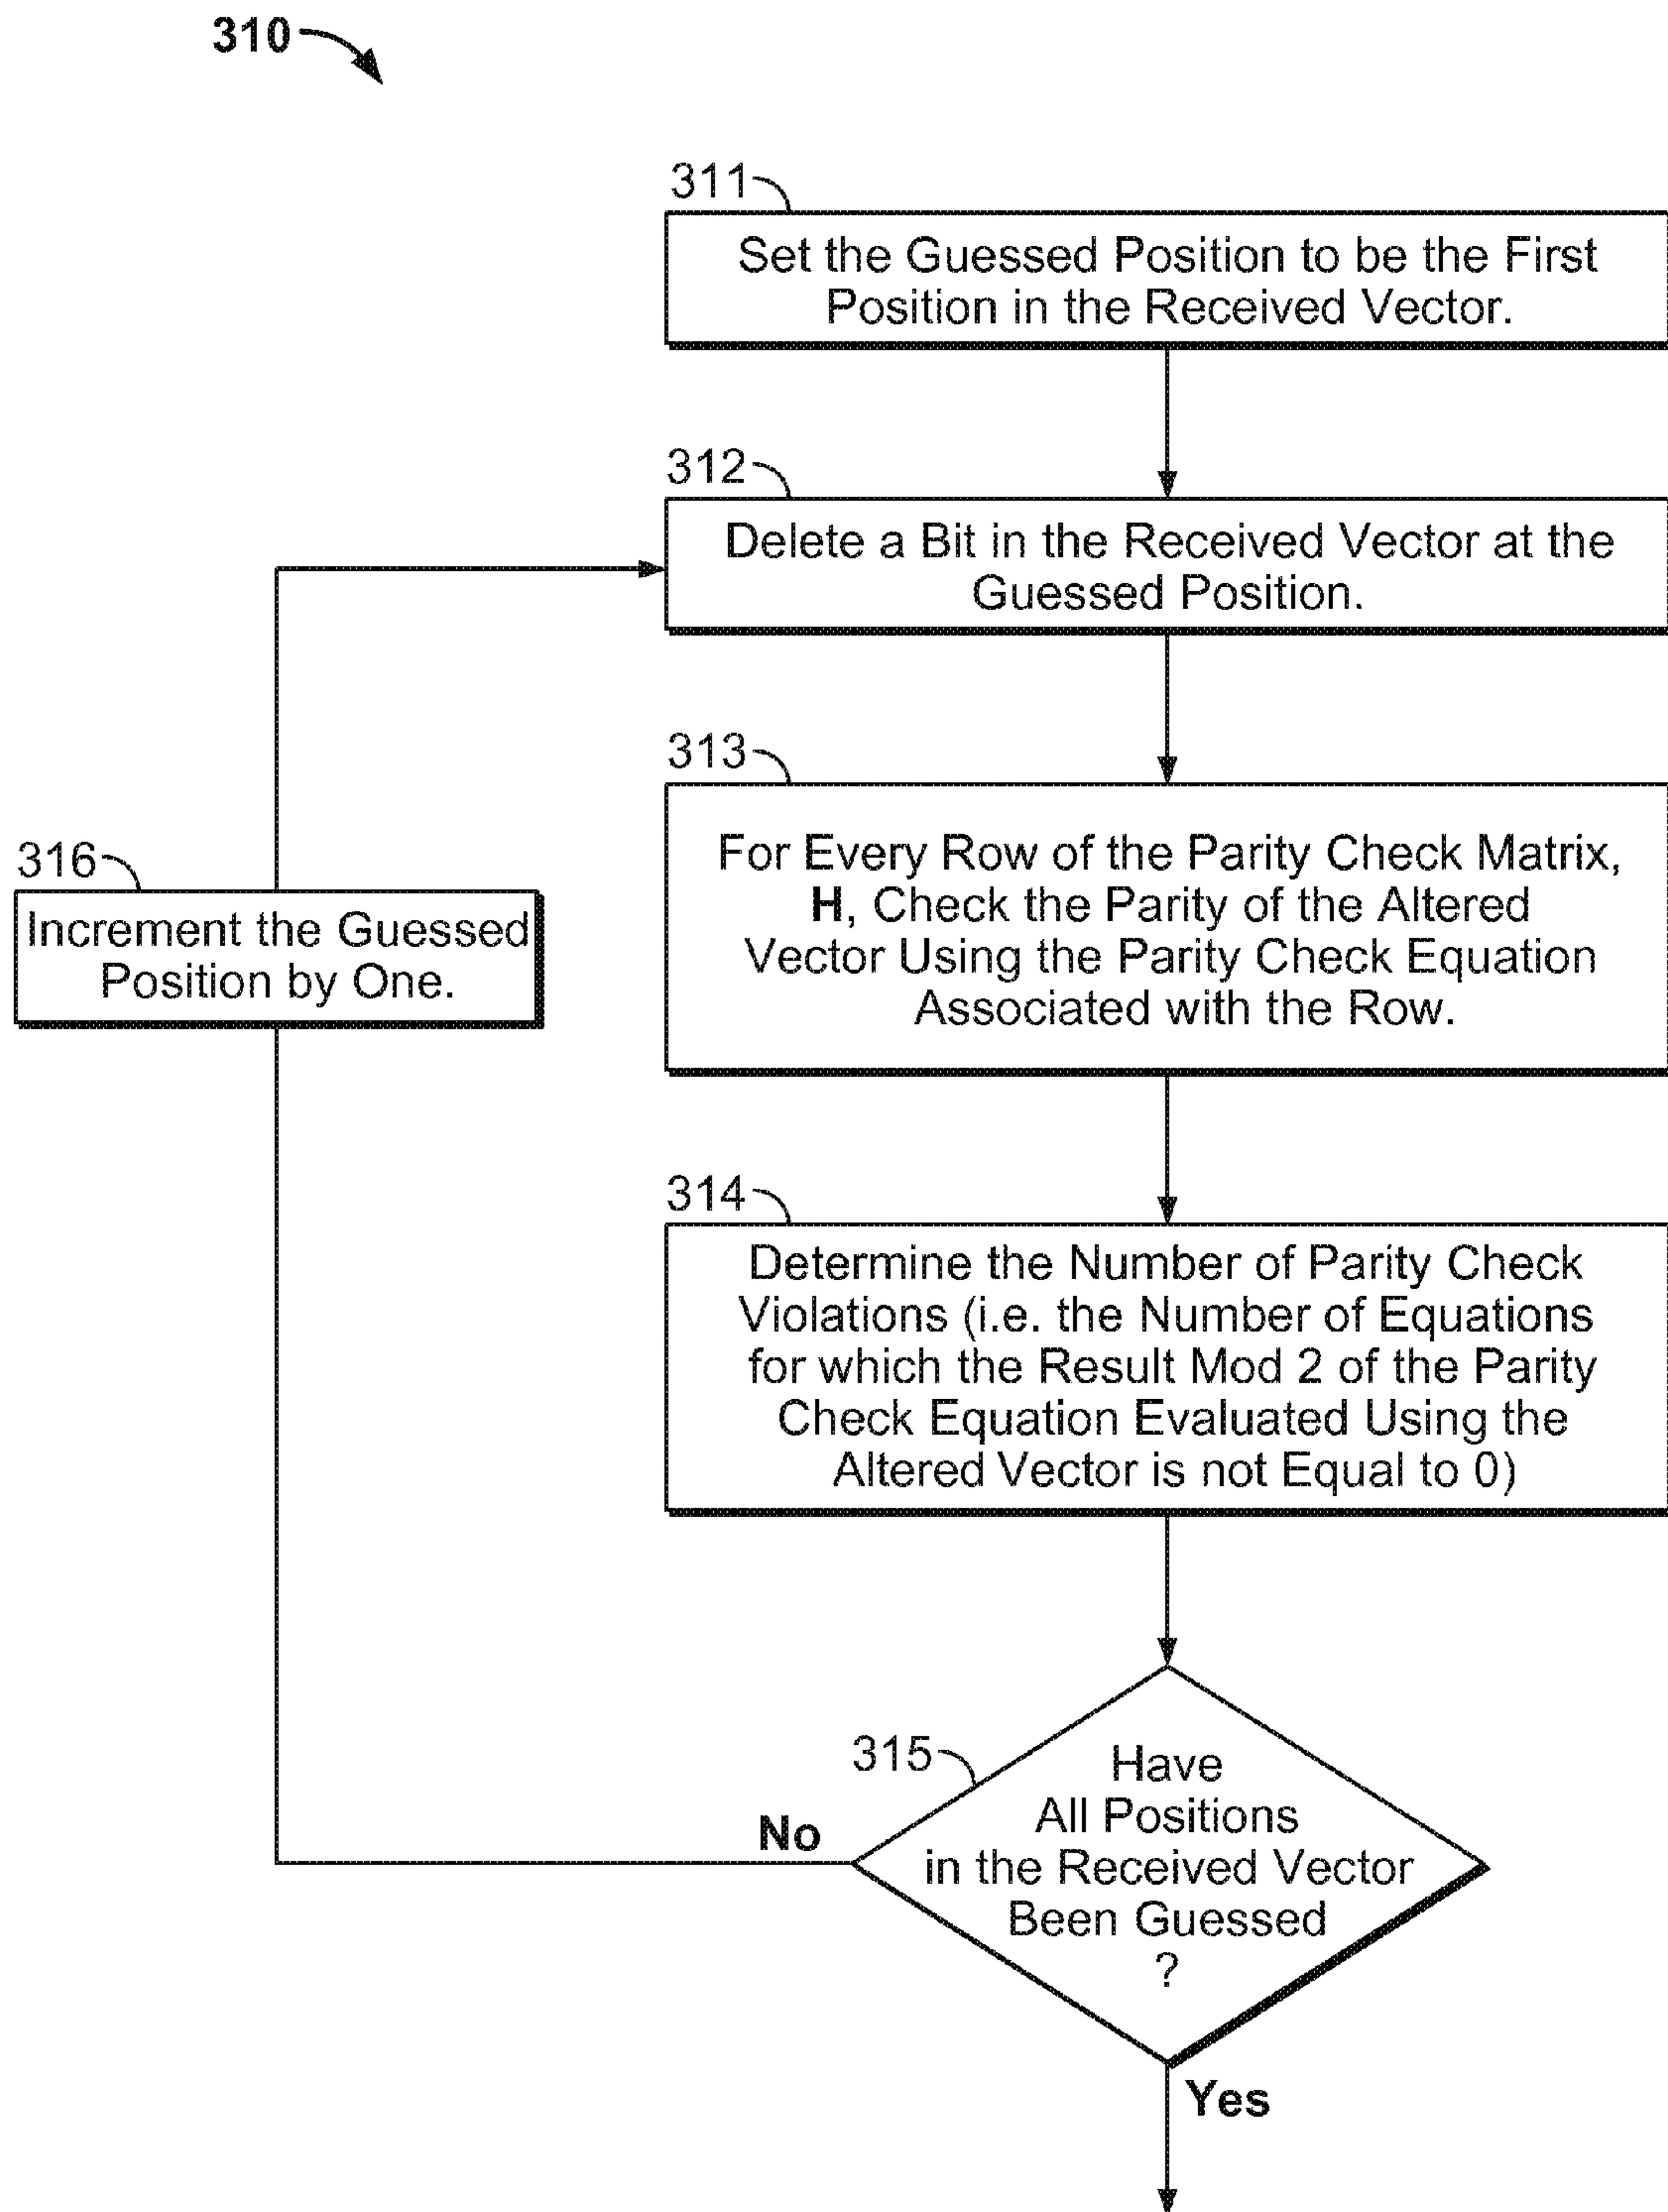 310
311
Set the Guessed Position to be the First
Position in the Received Vector.
312
Delete a Bit in the Received Vector at the
Guessed Position.
313
For Every Row of the Parity Check Matrix,
H, Check the Parity of the Altered
Vector Using the Parity Check Equation
Associated with the Row.
316
Increment the Guessed
Position by One.
314
Determine the Number of Parity Check
Violations (i.e. the Number of Equations
for which the Result Mod 2 of the Parity
Check Equation Evaluated Using the
Altered Vector is not Equal to 0)
315
Have
All Positions
in the Received Vector
Been Guessed
?
No
Yes